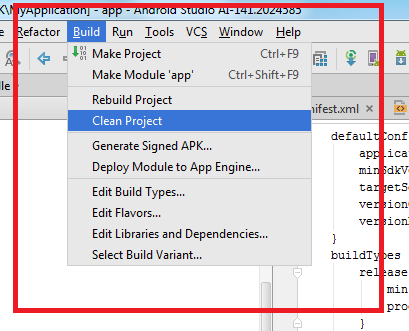 \MyApplication] - app - Android Studio AI-141.2024585
Refactor Build Run Tools VCS Window Help
Make Project Ctrl+F9
Make Module 'app' Ctrl+Shift+F9
Rebuild Project
Clean Project
Generate Signed APK...
Deploy Module to App Engine...
Edit Build Types...
Edit Flavors...
Edit Libraries and Dependencies...
Select Build Variant...
nifest.xml
defaultConf
applica
minSdkV
targetS
version
version
}
buildTypes
release
min
pro
}